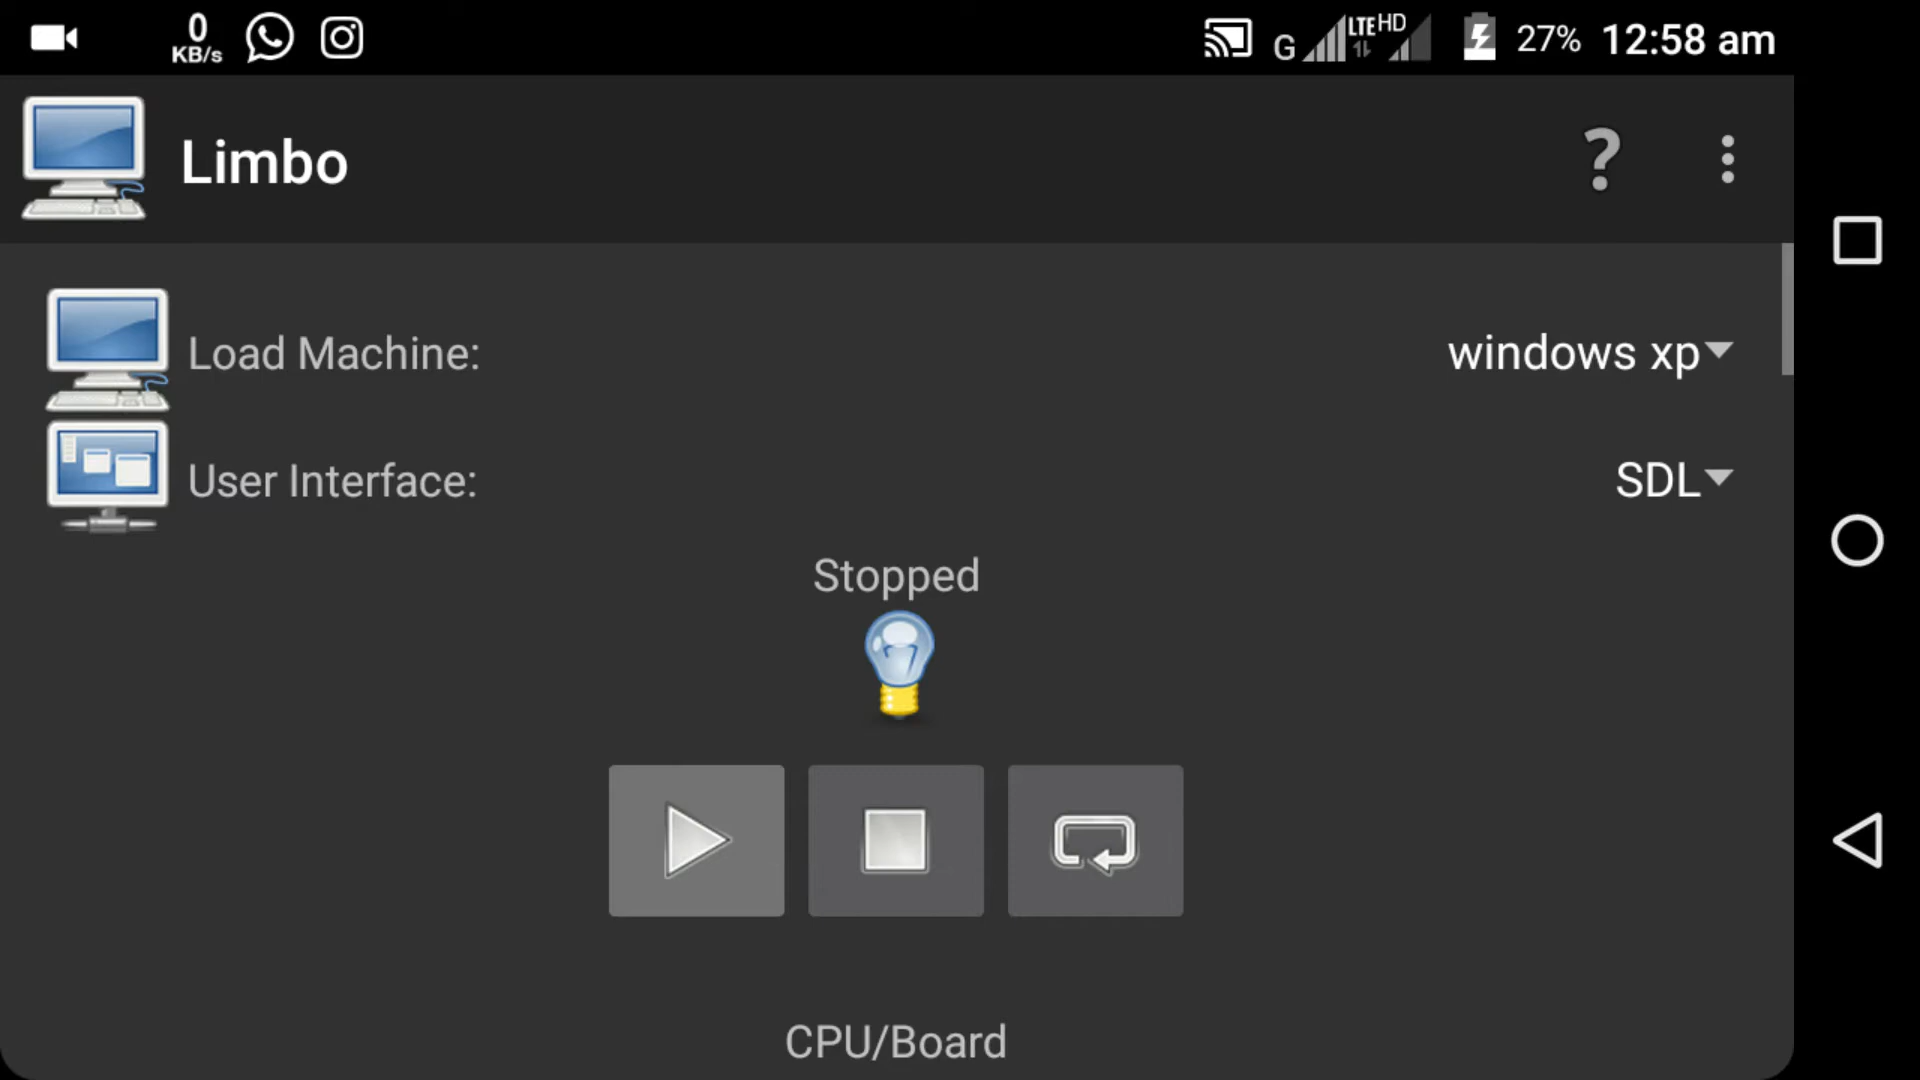 0
KB/s
G LTE HD 27% 12:58 am
Limbo ?
Load Machine: windows xp
User Interface: SDL
Stopped
CPU/Board